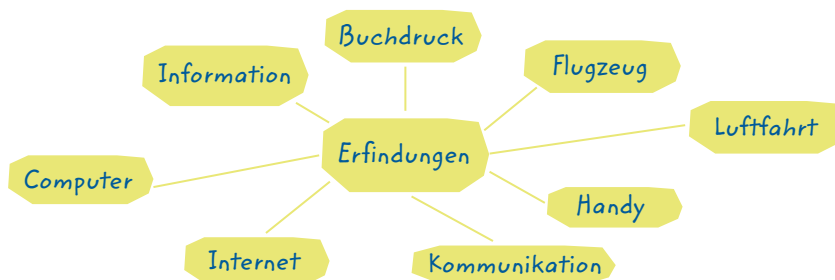 Buchdruck
Information
Flugzeug
Luftfahrt
Erfindungen
Computer
Handy
Internet
Kommunikation